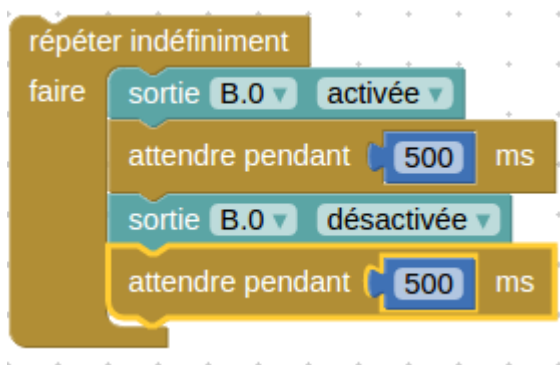 répéter indéfiniment
faire sortie B.0 activée
attendre pendant 500 ms
sortie B.0 désactivée
attendre pendant 500 ms